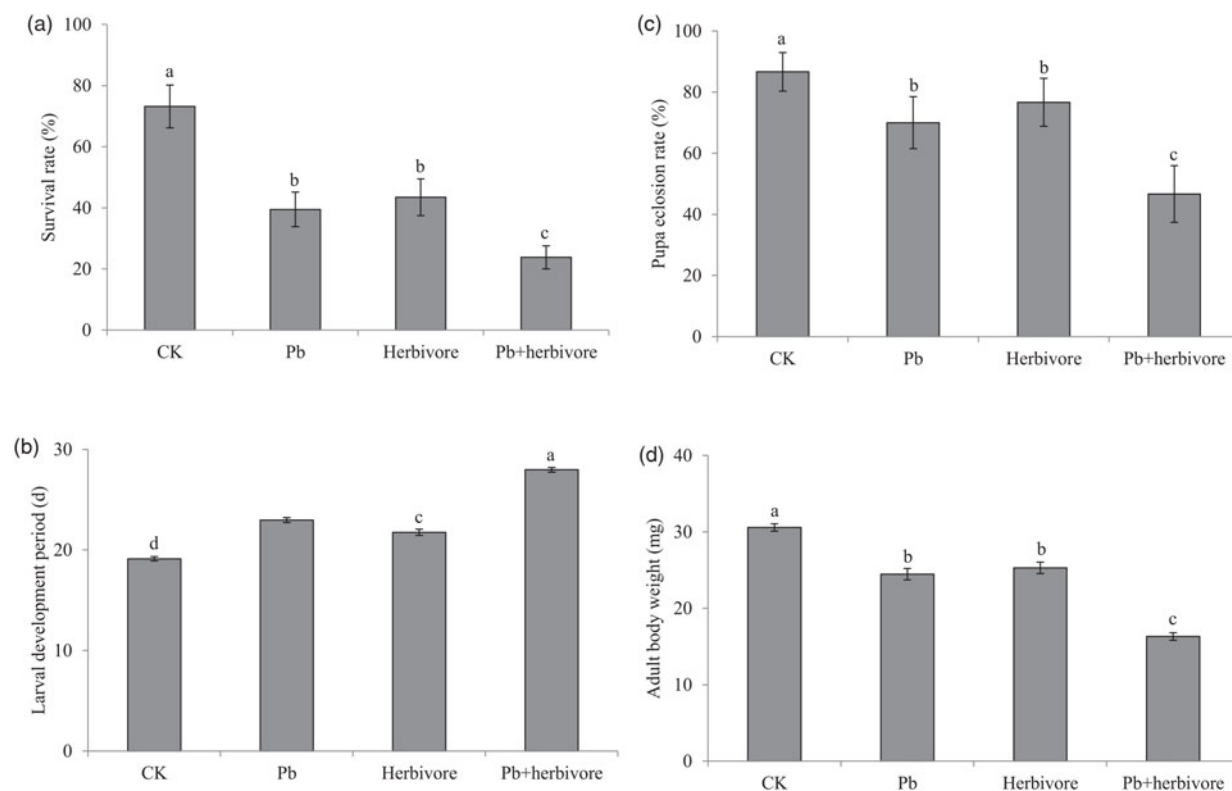 (a)
100
80
60
40
20
0
Survival rate (%)
a
b
b
c
CK Pb Herbivore Pb+herbivore
(b)
30
20
10
0
Larval development period (d)
d
c
a
CK Pb Herbivore Pb+herbivore
(c)
100
80
60
40
20
0
Pupa eclosion rate (%)
a
b
b
c
CK Pb Herbivore Pb+herbivore
(d)
40
30
20
10
0
Adult body weight (mg)
a
b
b
c
CK Pb Herbivore Pb+herbivore